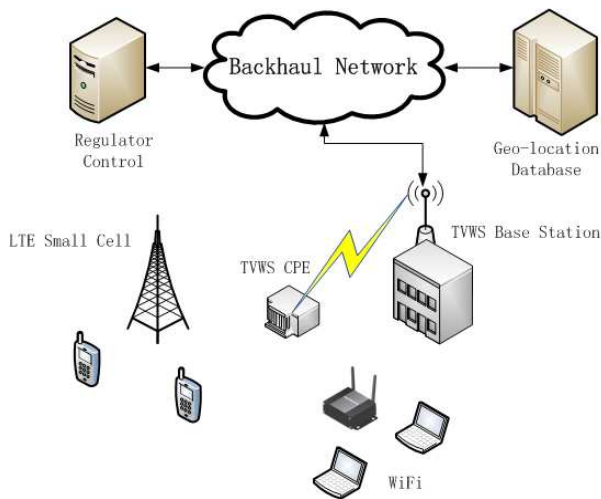 Backhaul Network
Regulator
Control
Geo-location
Database
LTE Small Cell
TVWS CPE
TVWS Base Station
WiFi